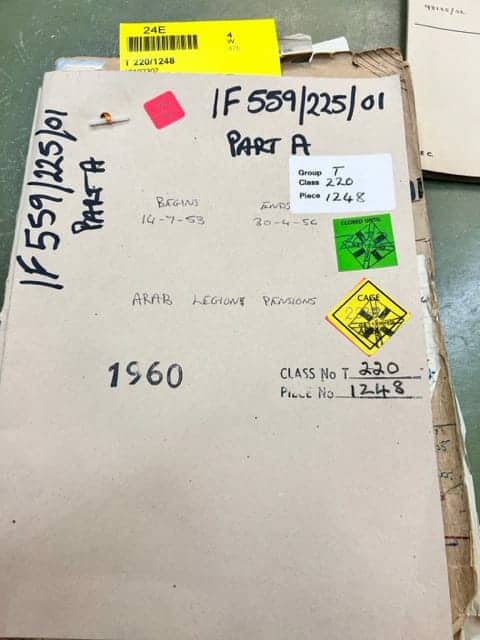 24E
4
W
T 220/1248
IF 559/225/01
PART A
IF 559/225/01
PART A
Group T
Class 220
Piece 1248
BEGINS
14-7-53
ENDS
30-4-56
CLOSED UNTIL
ARAB LEGION PENSIONS
CAGE
1960
CLASS NO T 220
PIECE NO 1248